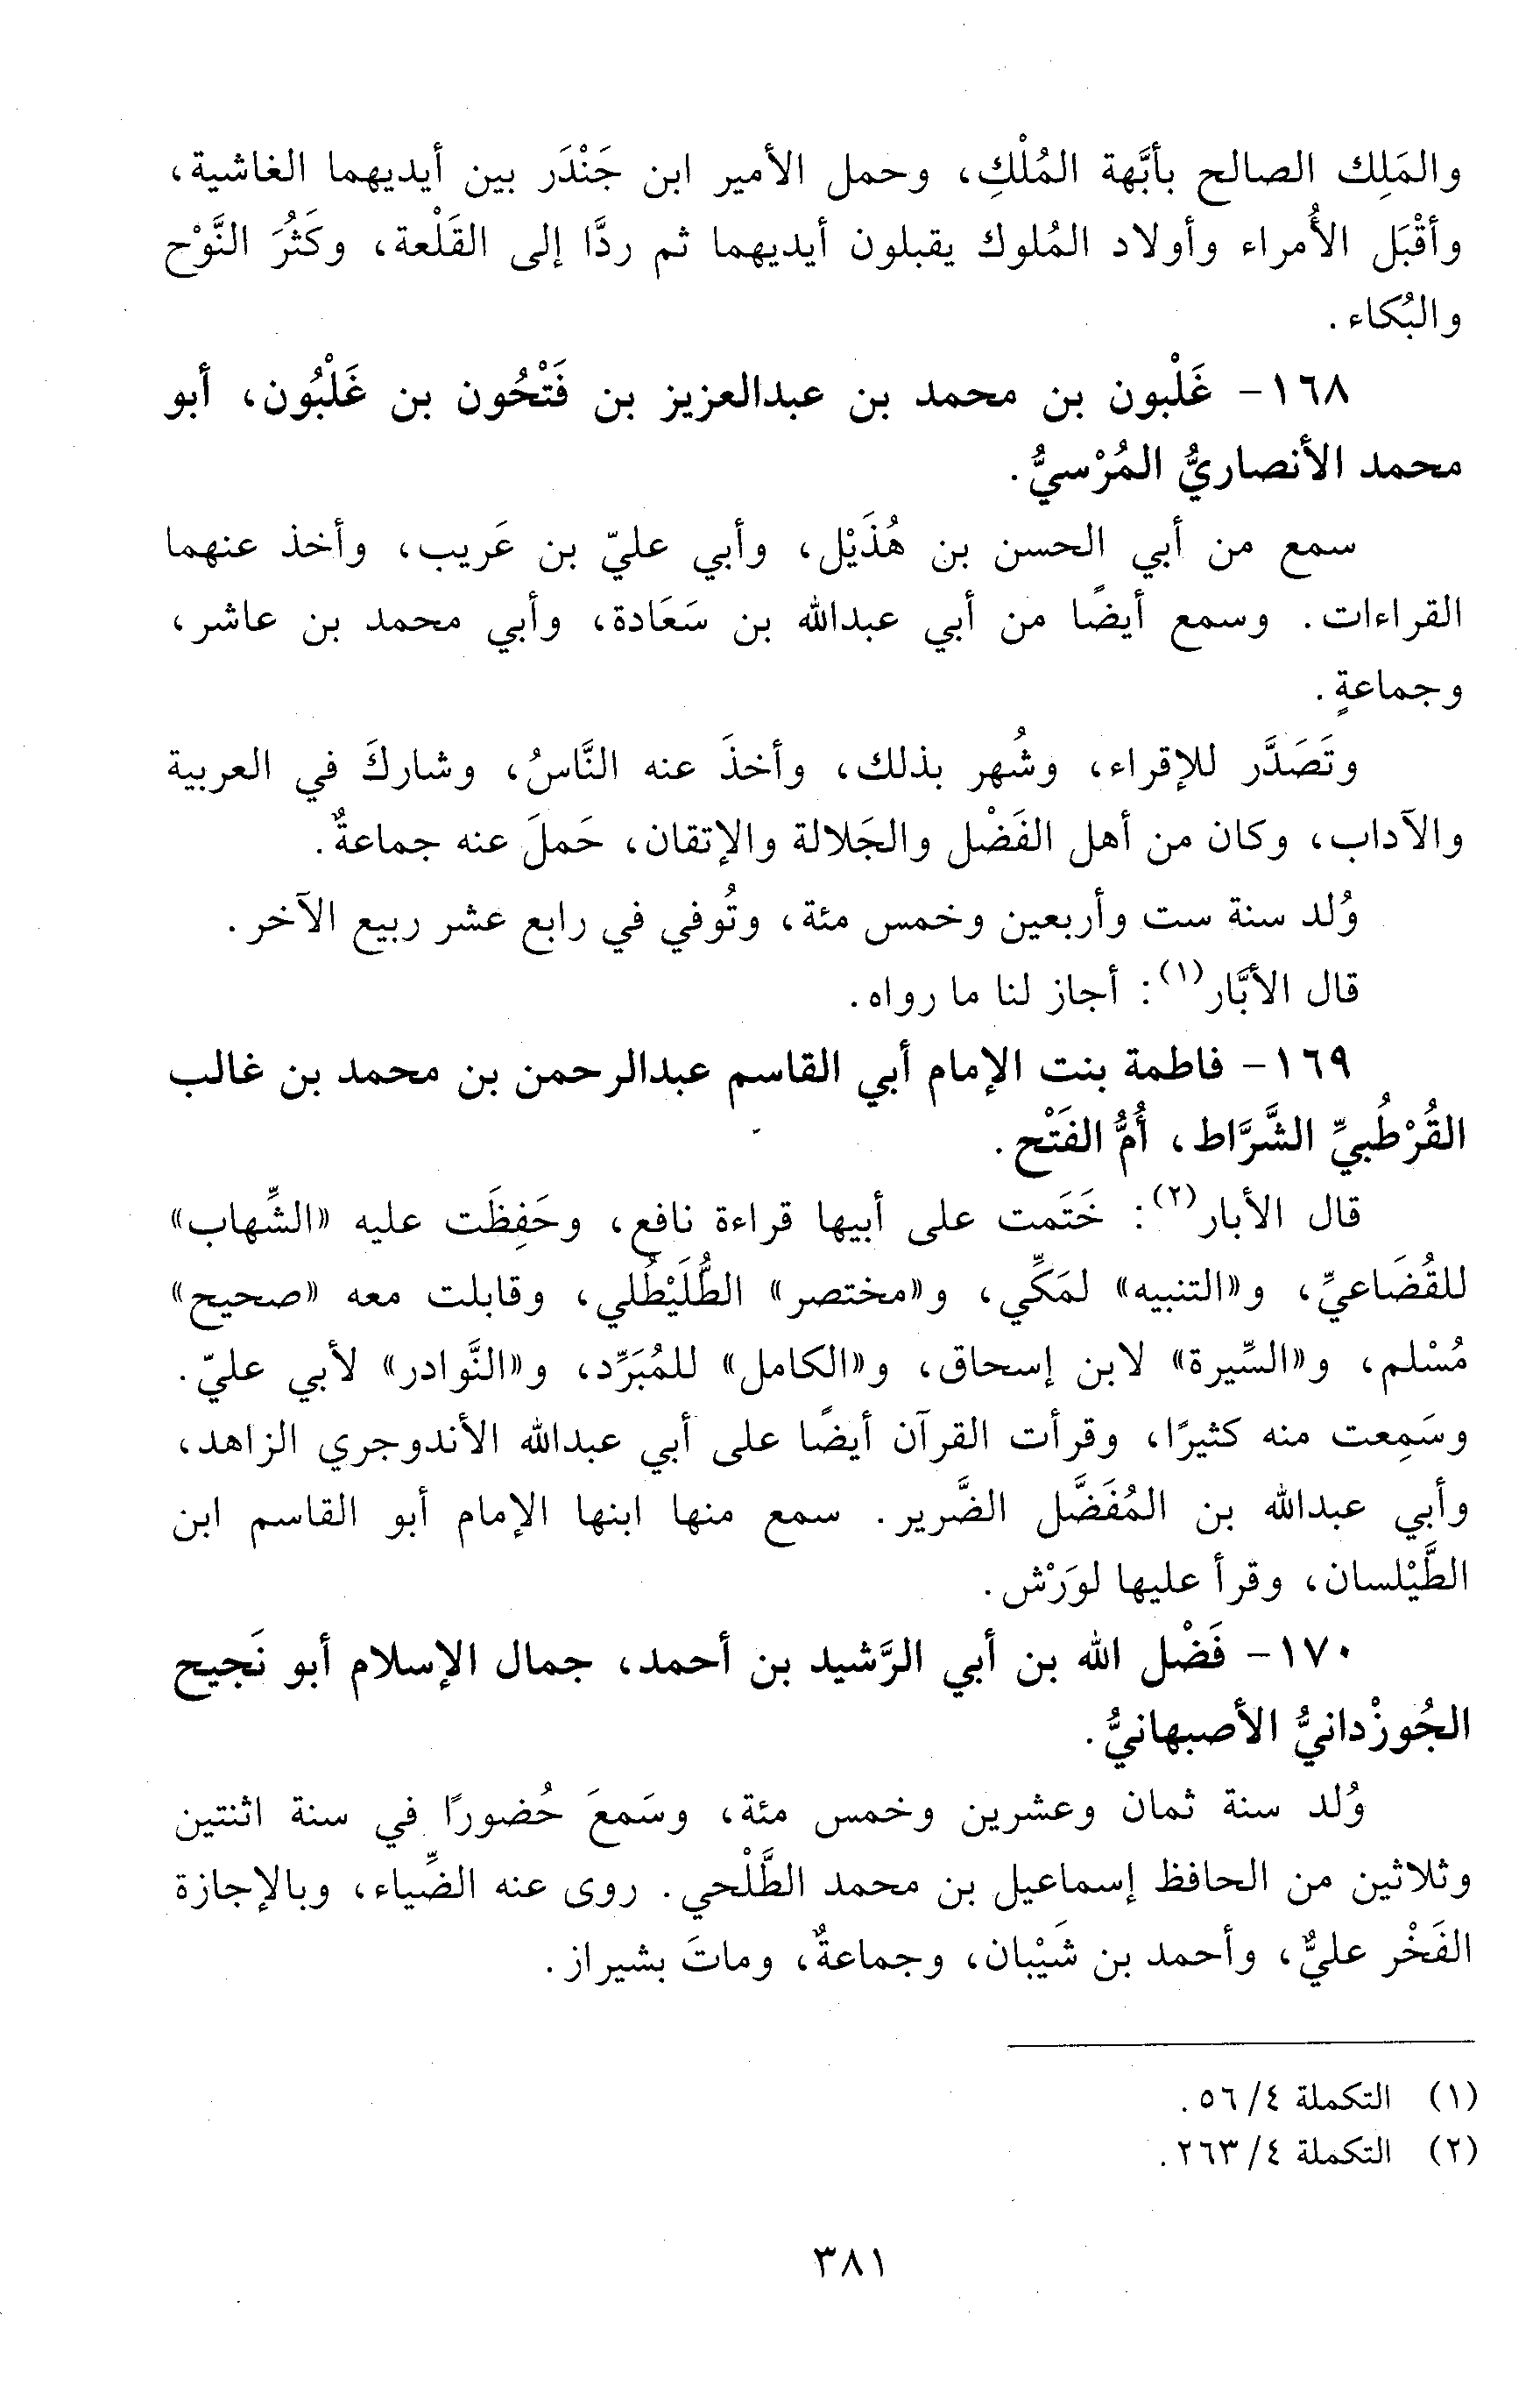 والمَلِك الصالح بأبَّهة المُلْكِ، وحمل الأمير ابن جَنْدَر بين أيديهما الغاشية،
وأقْبَل الأُمراء وأولاد المُلوك يقبلون أيديهما ثم ردَّا إلى القَلْعة، وكَثُرَ النَّوْح
والبُكاء.
١٦٨ - غَلْبون بن محمد بن عبدالعزيز بن فَتْحُون بن غَلْبُون، أبو
محمد الأنصاريُّ المُرْسيُّ.
سمع من أبي الحسن بن هُذَيْل، وأبي عليّ بن عَريب، وأخذ عنهما
القراءات. وسمع أيضًا من أبي عبدالله بن سَعَادة، وأبي محمد بن عاشر،
وجماعةٍ.
وتَصَدَّر للإقراء، وشُهر بذلك، وأخذَ عنه النَّاسُ، وشاركَ في العربية
والآداب، وكان من أهل الفَضْل والجَلالة والإتقان، حَملَ عنه جماعةٌ.
وُلد سنة ست وأربعين وخمس مئة، وتُوفي في رابع عشر ربيع الآخر.
قال الأبَّار(١): أجاز لنا ما رواه.
١٦٩ - فاطمة بنت الإمام أبي القاسم عبدالرحمن بن محمد بن غالب
القُرْطُبيِّ الشَّرَّاط، أُمُّ الفَتْح.
قال الأبار(٢): خَتَمت على أبيها قراءة نافع، وحَفِظَت عليه «الشِّهاب»
للقُضَاعيِّ، و«التنبيه» لمَكِّي، و«مختصر» الطُّلَيْطُلي، وقابلت معه «صحيح»
مُسْلم، و«السِّيرة» لابن إسحاق، و«الكامل» للمُبَرِّد، و«النَّوادر» لأبي عليّ.
وسَمِعت منه كثيرًا، وقرأت القرآن أيضًا على أبي عبدالله الأندوجري الزاهد،
وأبي عبدالله بن المُفَضَّل الضَّرير. سمع منها ابنها الإمام أبو القاسم ابن
الطَّيْلسان، وقرأ عليها لورَْش.
١٧٠ - فَضْل الله بن أبي الرَّشيد بن أحمد، جمال الإسلام أبو نَجيح
الجُوزْدانيُّ الأصبهانيُّ.
وُلد سنة ثمان وعشرين وخمس مئة، وسَمعَ حُضورًا في سنة اثنتين
وثلاثين من الحافظ إسماعيل بن محمد الطَّلْحي. روى عنه الضِّياء، وبالإجازة
الفَخْر عليٌّ، وأحمد بن شَيْبان، وجماعةٌ، وماتَ بشيراز.
(١) التكملة ٤/ ٥٦.
(٢) التكملة ٤/ ٢٦٣.
٣٨١